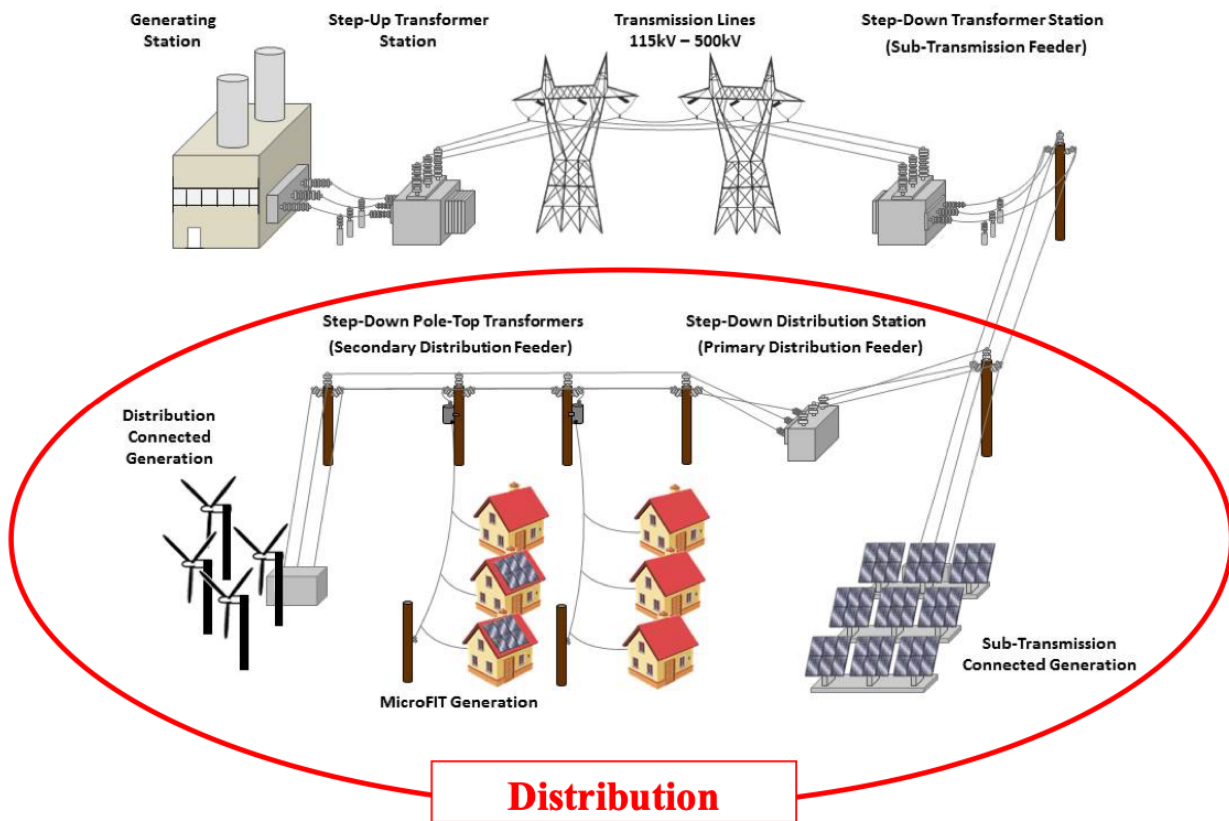 Generating
Station
Step-Up Transformer
Station
Transmission Lines
115kV – 500kV
Step-Down Transformer Station
(Sub-Transmission Feeder)
Step-Down Pole-Top Transformers
(Secondary Distribution Feeder)
Step-Down Distribution Station
(Primary Distribution Feeder)
Distribution
Connected
Generation
Sub-Transmission
Connected Generation
MicroFIT Generation
Distribution